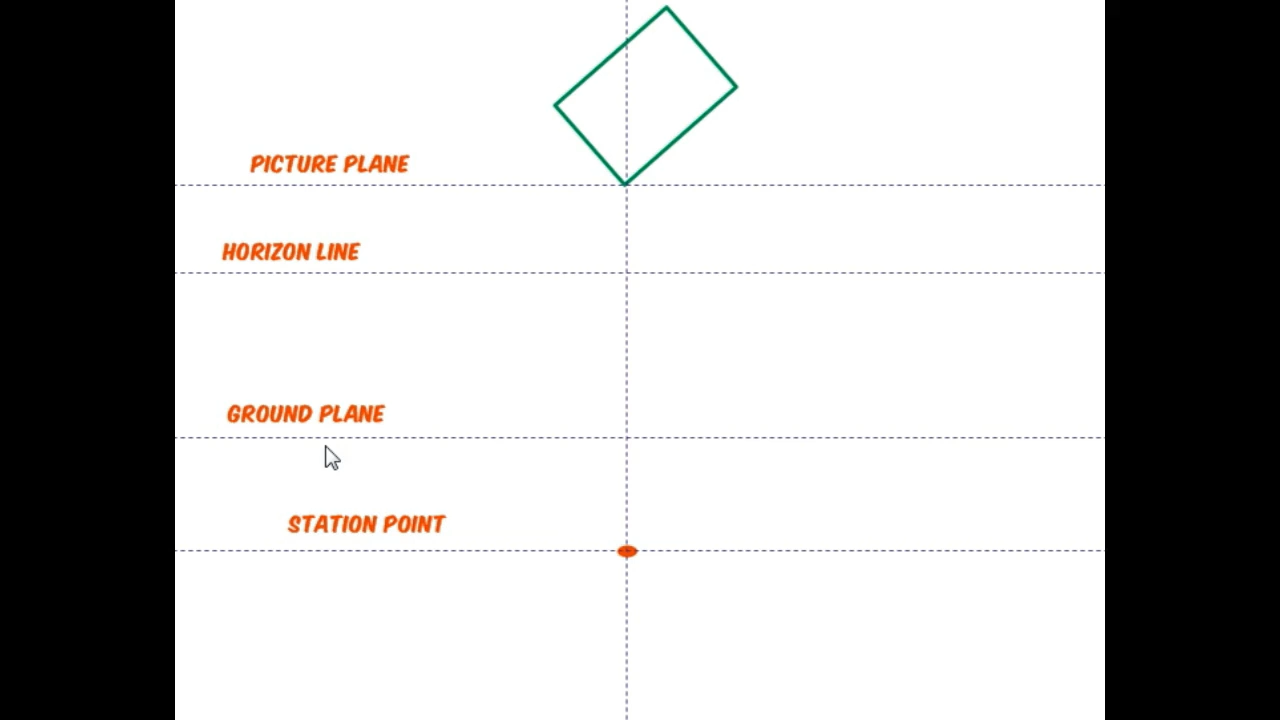 PICTURE PLANE
HORIZON LINE
GROUND PLANE
STATION POINT